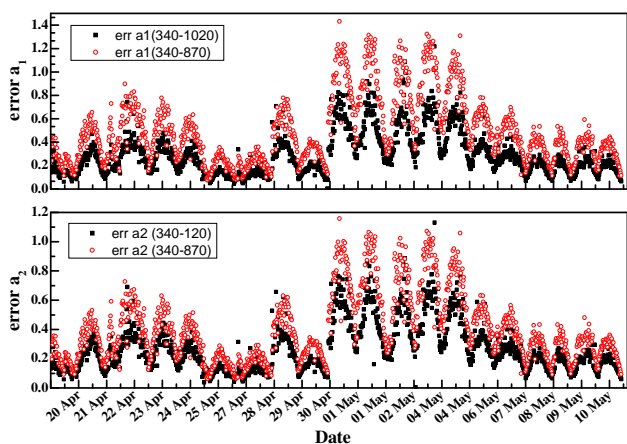 1.4
1.2
1.0
0.8
0.6
0.4
0.2
0.0
error a1
err a1(340-1020)
err a1(340-870)
1.2
1.0
0.8
0.6
0.4
0.2
0.0
error a2
err a2 (340-120)
err a2 (340-870)
20 Apr
21 Apr
22 Apr
23 Apr
24 Apr
25 Apr
27 Apr
28 Apr
29 Apr
30 Apr
01 May
01 May
02 May
04 May
05 May
06 May
07 May
08 May
09 May
10 May
Date